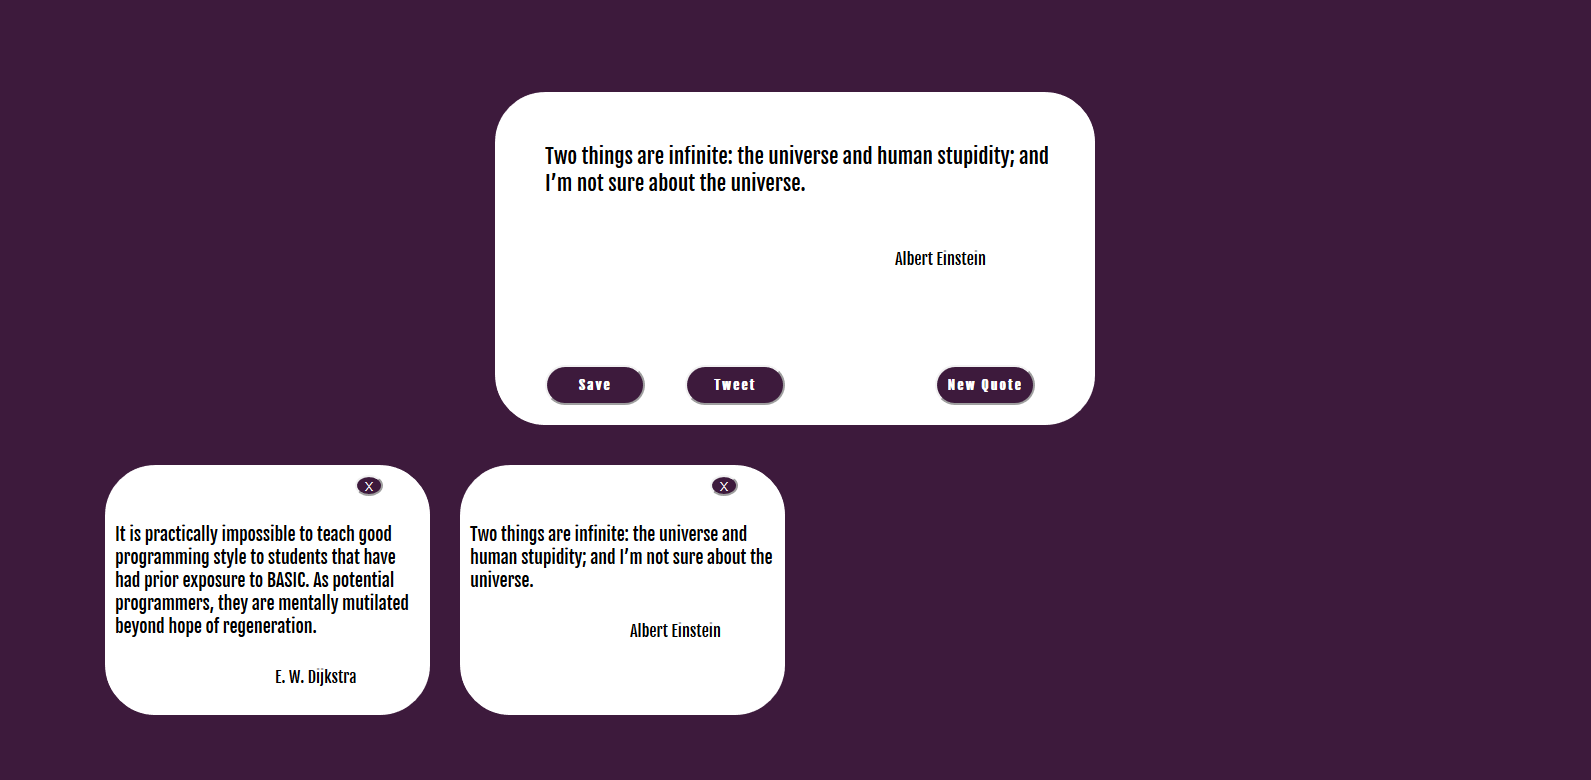 Two things are infinite: the universe and human stupidity; and
I’m not sure about the universe.
Albert Einstein
Save
Tweet
New Quote
X
It is practically impossible to teach good
programming style to students that have
had prior exposure to BASIC. As potential
programmers, they are mentally mutilated
beyond hope of regeneration.
E. W. Dijkstra
X
Two things are infinite: the universe and
human stupidity; and I’m not sure about the
universe.
Albert Einstein